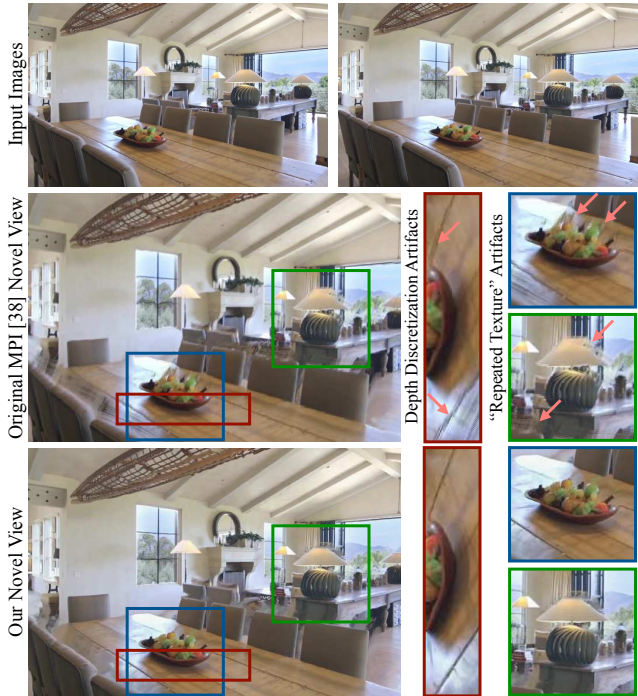 Input Images
Original MPI [38] Novel View
Depth Discretization Artifacts
“Repeated Texture” Artifacts
Our Novel View